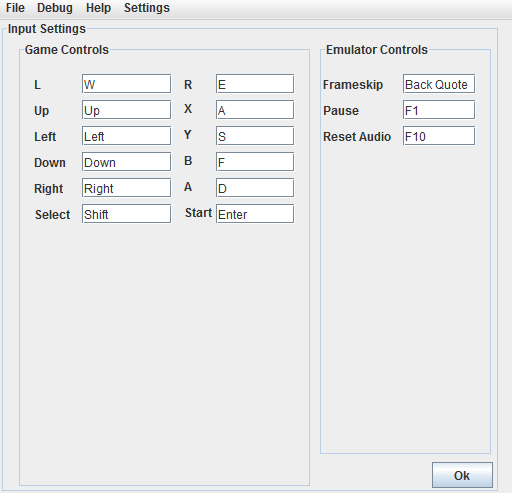 File Debug Help Settings
Input Settings
Game Controls Emulator Controls
L W R E Frameskip Back Quote
Up Up X A Pause F1
Left Left Y S Reset Audio F10
Down Down B F
Right Right A D
Select Shift Start Enter
Ok